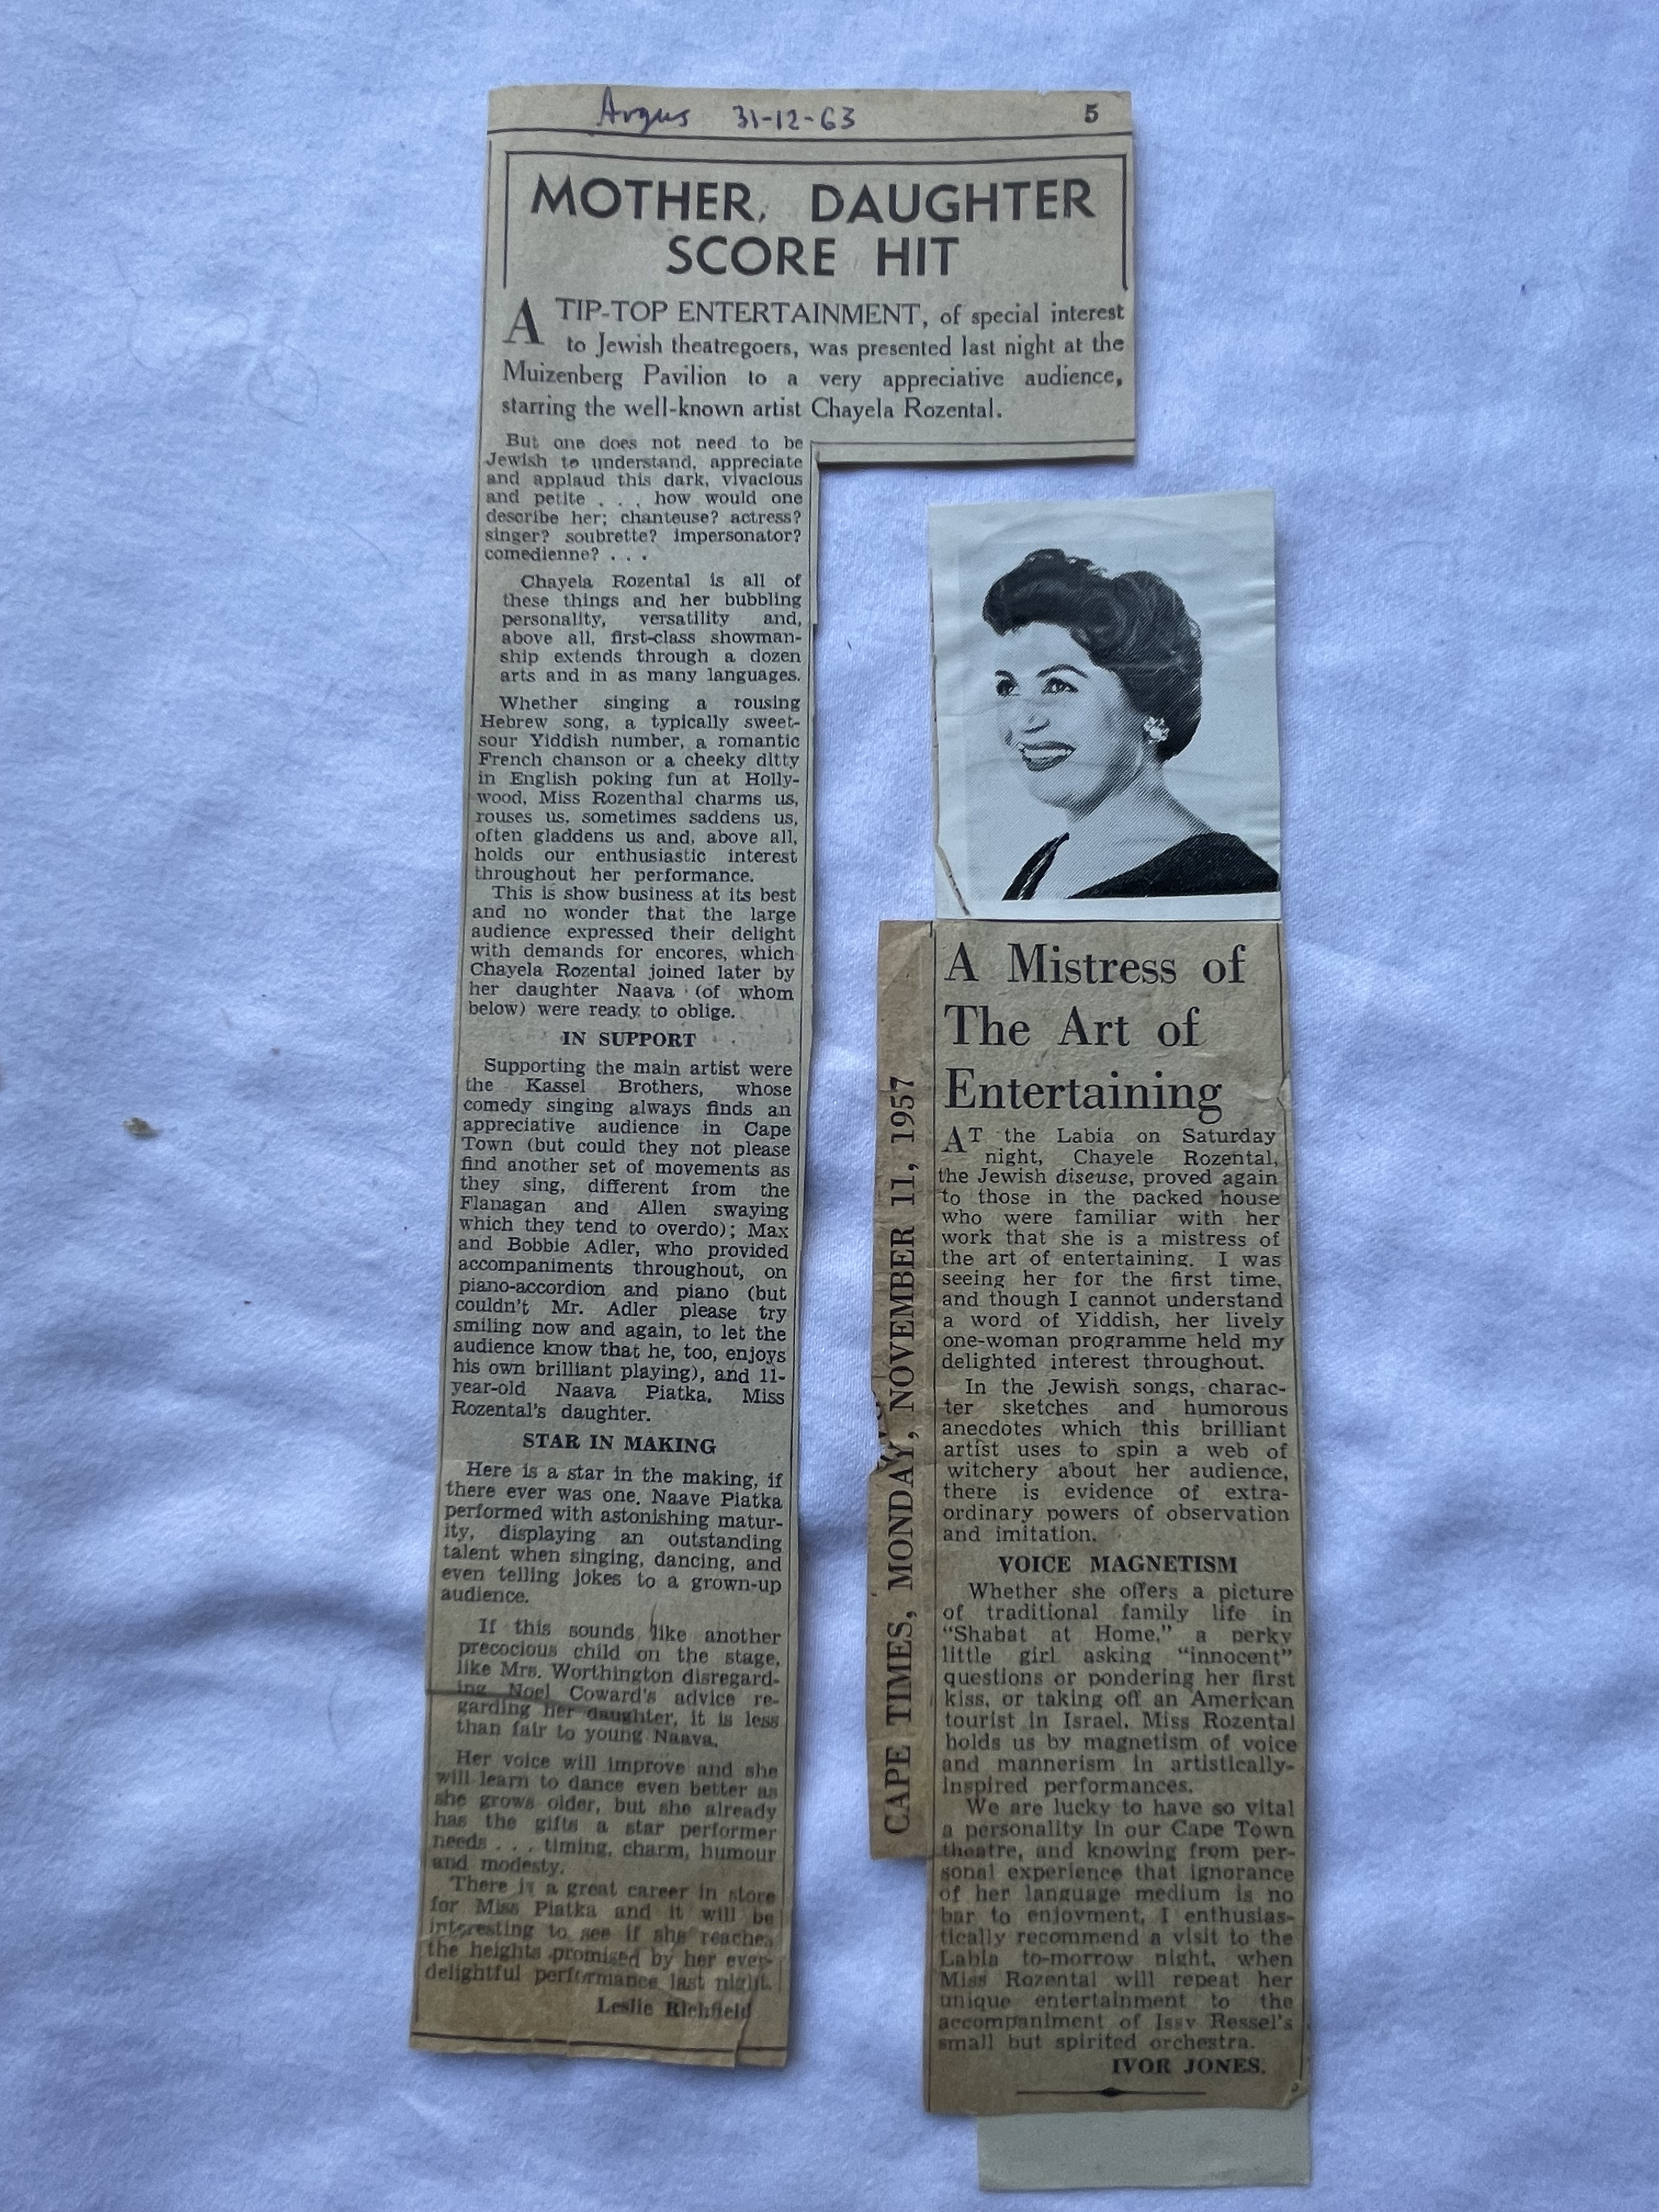 Argus 31-12-63
5
MOTHER, DAUGHTER
SCORE HIT
A TIP-TOP ENTERTAINMENT, of special interest
to Jewish theatregoers, was presented last night at the
Muizenberg Pavilion to a very appreciative audience,
starring the well-known artist Chayela Rozental.
But one does not need to be
Jewish to understand, appreciate
and applaud this dark, vivacious
and petite . . . how would one
describe her; chanteuse? actress?
singer? soubrette? impersonator?
comedienne? . . .
Chayela Rozental is all of
these things and her bubbling
personality, versatility and,
above all, first-class showman-
ship extends through a dozen
arts and in as many languages.
Whether singing a rousing
Hebrew song, a typically sweet-
sour Yiddish number, a romantic
French chanson or a cheeky ditty
in English poking fun at Holly-
wood, Miss Rozenthal charms us,
rouses us, sometimes saddens us,
often gladdens us and, above all,
holds our enthusiastic interest
throughout her performance.
This is show business at its best
and no wonder that the large
audience expressed their delight
with demands for encores, which
Chayela Rozental joined later by
her daughter Naava (of whom
below) were ready to oblige.
IN SUPPORT
Supporting the main artist were
the Kassel Brothers, whose
comedy singing always finds an
appreciative audience in Cape
Town (but could they not please
find another set of movements as
they sing, different from the
Flanagan and Allen swaying
which they tend to overdo); Max
and Bobbie Adler, who provided
accompaniments throughout, on
piano-accordion and piano (but
couldn't Mr. Adler please try
smiling now and again, to let the
audience know that he, too, enjoys
his own brilliant playing), and 11-
year-old Naava Piatka, Miss
Rozental's daughter.
STAR IN MAKING
Here is a star in the making, if
there ever was one. Naave Piatka
performed with astonishing matur-
ity, displaying an outstanding
talent when singing, dancing, and
even telling jokes to a grown-up
audience.
If this sounds like another
precocious child on the stage,
like Mrs. Worthington disregard-
ing Noel Coward's advice re-
garding her daughter, it is less
than fair to young Naava.
Her voice will improve and she
will learn to dance even better as
she grows older, but she already
has the gifts a star performer
needs . . . timing, charm, humour
and modesty.
There is a great career in store
for Miss Piatka and it will be
interesting to see if she reaches
the heights promised by her ever-
delightful performance last night.
Leslie Richfield
CAPE TIMES, MONDAY, NOVEMBER 11, 1957
A Mistress of
The Art of
Entertaining
AT the Labia on Saturday
night, Chayele Rozental,
the Jewish diseuse, proved again
to those in the packed house
who were familiar with her
work that she is a mistress of
the art of entertaining. I was
seeing her for the first time,
and though I cannot understand
a word of Yiddish, her lively
one-woman programme held my
delighted interest throughout.
In the Jewish songs, charac-
ter sketches and humorous
anecdotes which this brilliant
artist uses to spin a web of
witchery about her audience,
there is evidence of extra-
ordinary powers of observation
and imitation.
VOICE MAGNETISM
Whether she offers a picture
of traditional family life in
"Shabat at Home," a perky
little girl asking "innocent"
questions or pondering her first
kiss, or taking off an American
tourist in Israel, Miss Rozental
holds us by magnetism of voice
and mannerism in artistically-
inspired performances.
We are lucky to have so vital
a personality in our Cape Town
theatre, and knowing from per-
sonal experience that ignorance
of her language medium is no
bar to enjoyment, I enthusias-
tically recommend a visit to the
Labia to-morrow night, when
Miss Rozental will repeat her
unique entertainment to the
accompaniment of Issy Ressel's
small but spirited orchestra.
IVOR JONES.